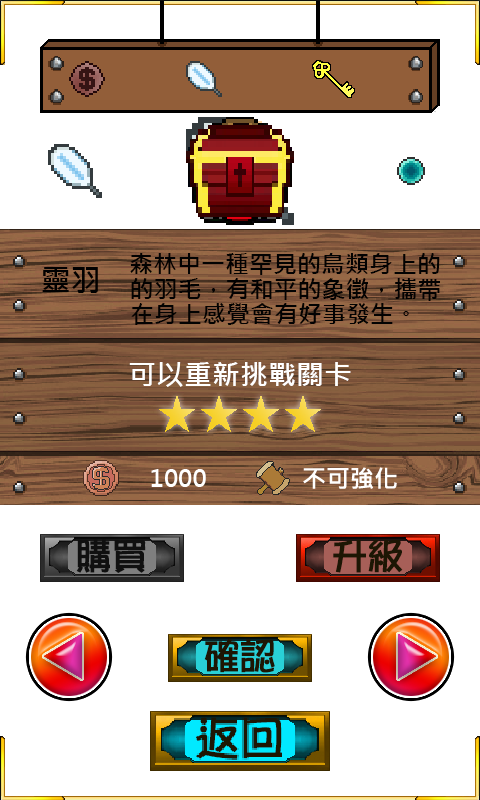 靈羽
森林中一種罕見的鳥類身上的
的羽毛，有和平的象徵，攜帶
在身上感覺會有好事發生。
可以重新挑戰關卡
1000 不可強化
購買 升級
確認
返回